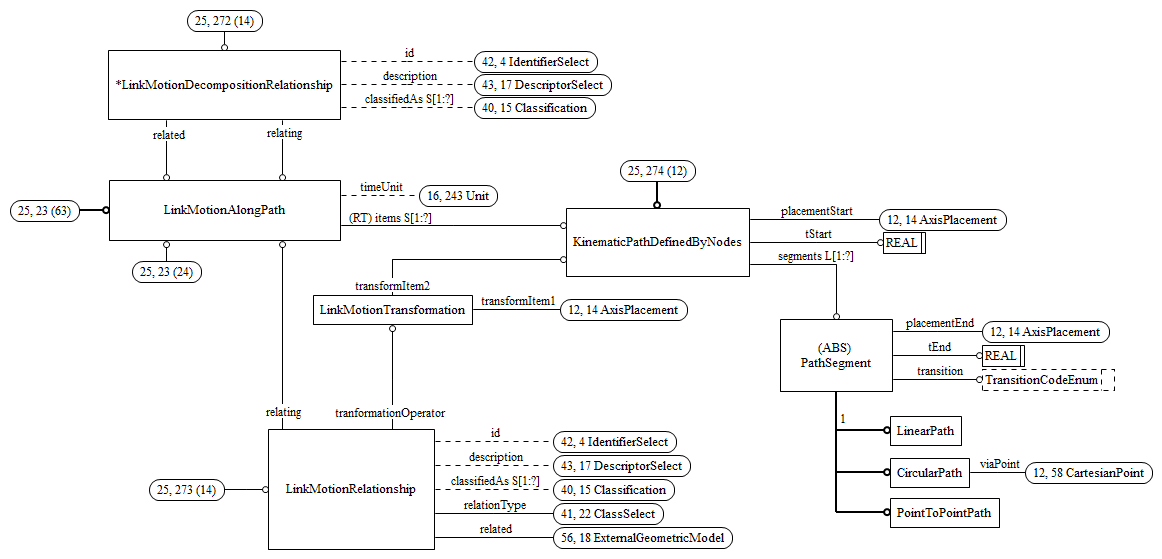 25, 272 (14)
*LinkMotionDecompositionRelationship
id
42, 4 IdentifierSelect
description
43, 17 DescriptorSelect
classifiedAs S[1:?]
40, 15 Classification
related
relating
25, 23 (63)
LinkMotionAlongPath
timeUnit
16, 243 Unit
(RT) items S[1:?]
25, 23 (24)
25, 274 (12)
KinematicPathDefinedByNodes
placementStart
12, 14 AxisPlacement
tStart
REAL
segments L[1:?]
transformItem2
LinkMotionTransformation
transformItem1
12, 14 AxisPlacement
(ABS)
PathSegment
placementEnd
12, 14 AxisPlacement
tEnd
REAL
transition
TransitionCodeEnum
1
LinearPath
CircularPath
viaPoint
12, 58 CartesianPoint
PointToPointPath
relating
tranformationOperator
25, 273 (14)
LinkMotionRelationship
id
42, 4 IdentifierSelect
description
43, 17 DescriptorSelect
classifiedAs S[1:?]
40, 15 Classification
relationType
41, 22 ClassSelect
related
56, 18 ExternalGeometricModel